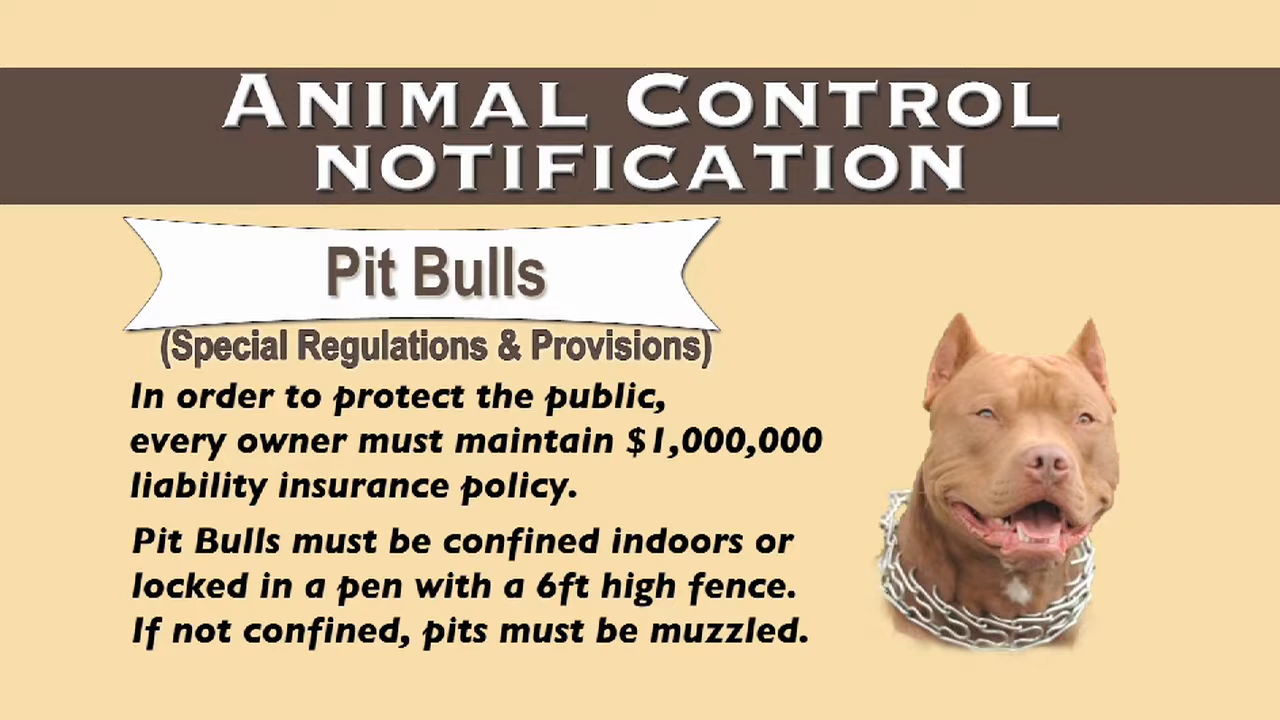 ANIMAL CONTROL
NOTIFICATION
Pit Bulls
(Special Regulations & Provisions)
In order to protect the public,
every owner must maintain $1,000,000
liability insurance policy.
Pit Bulls must be confined indoors or
locked in a pen with a 6ft high fence.
If not confined, pits must be muzzled.